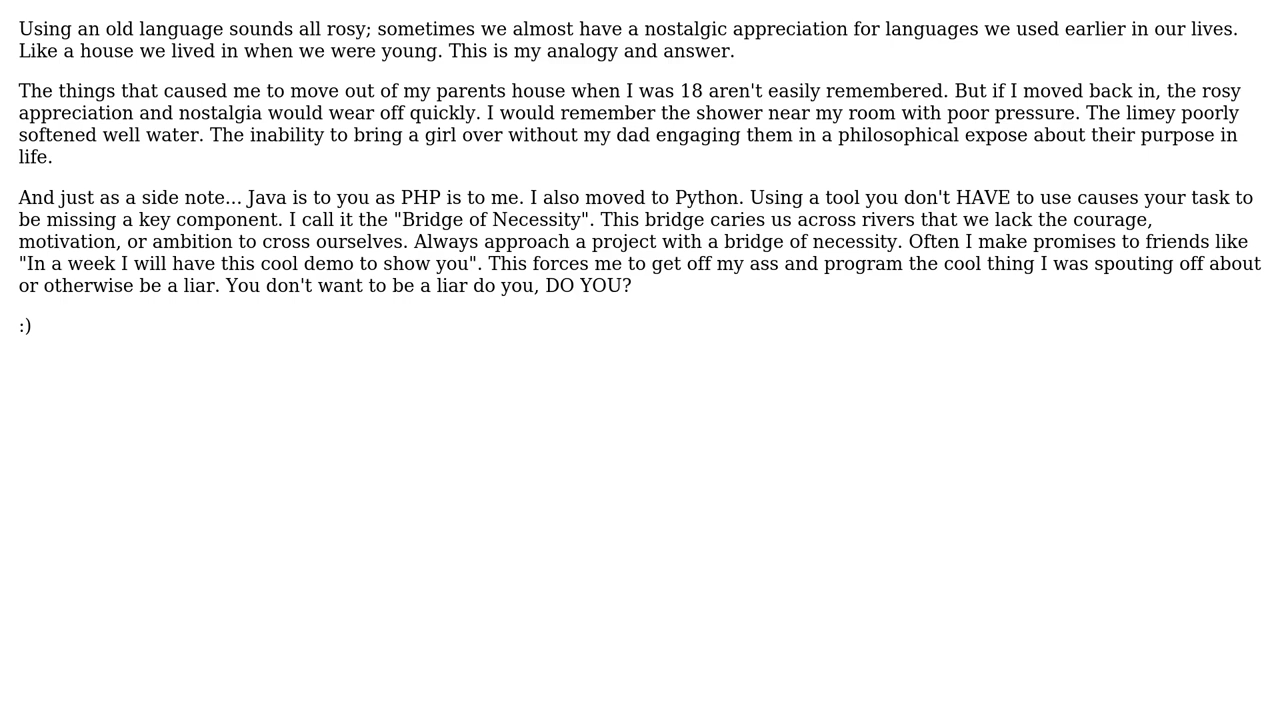 Using an old language sounds all rosy; sometimes we almost have a nostalgic appreciation for languages we used earlier in our lives.
Like a house we lived in when we were young. This is my analogy and answer.
The things that caused me to move out of my parents house when I was 18 aren't easily remembered. But if I moved back in, the rosy
appreciation and nostalgia would wear off quickly. I would remember the shower near my room with poor pressure. The limey poorly
softened well water. The inability to bring a girl over without my dad engaging them in a philosophical expose about their purpose in
life.
And just as a side note... Java is to you as PHP is to me. I also moved to Python. Using a tool you don't HAVE to use causes your task to
be missing a key component. I call it the "Bridge of Necessity". This bridge caries us across rivers that we lack the courage,
motivation, or ambition to cross ourselves. Always approach a project with a bridge of necessity. Often I make promises to friends like
"In a week I will have this cool demo to show you". This forces me to get off my ass and program the cool thing I was spouting off about
or otherwise be a liar. You don't want to be a liar do you, DO YOU?
:)